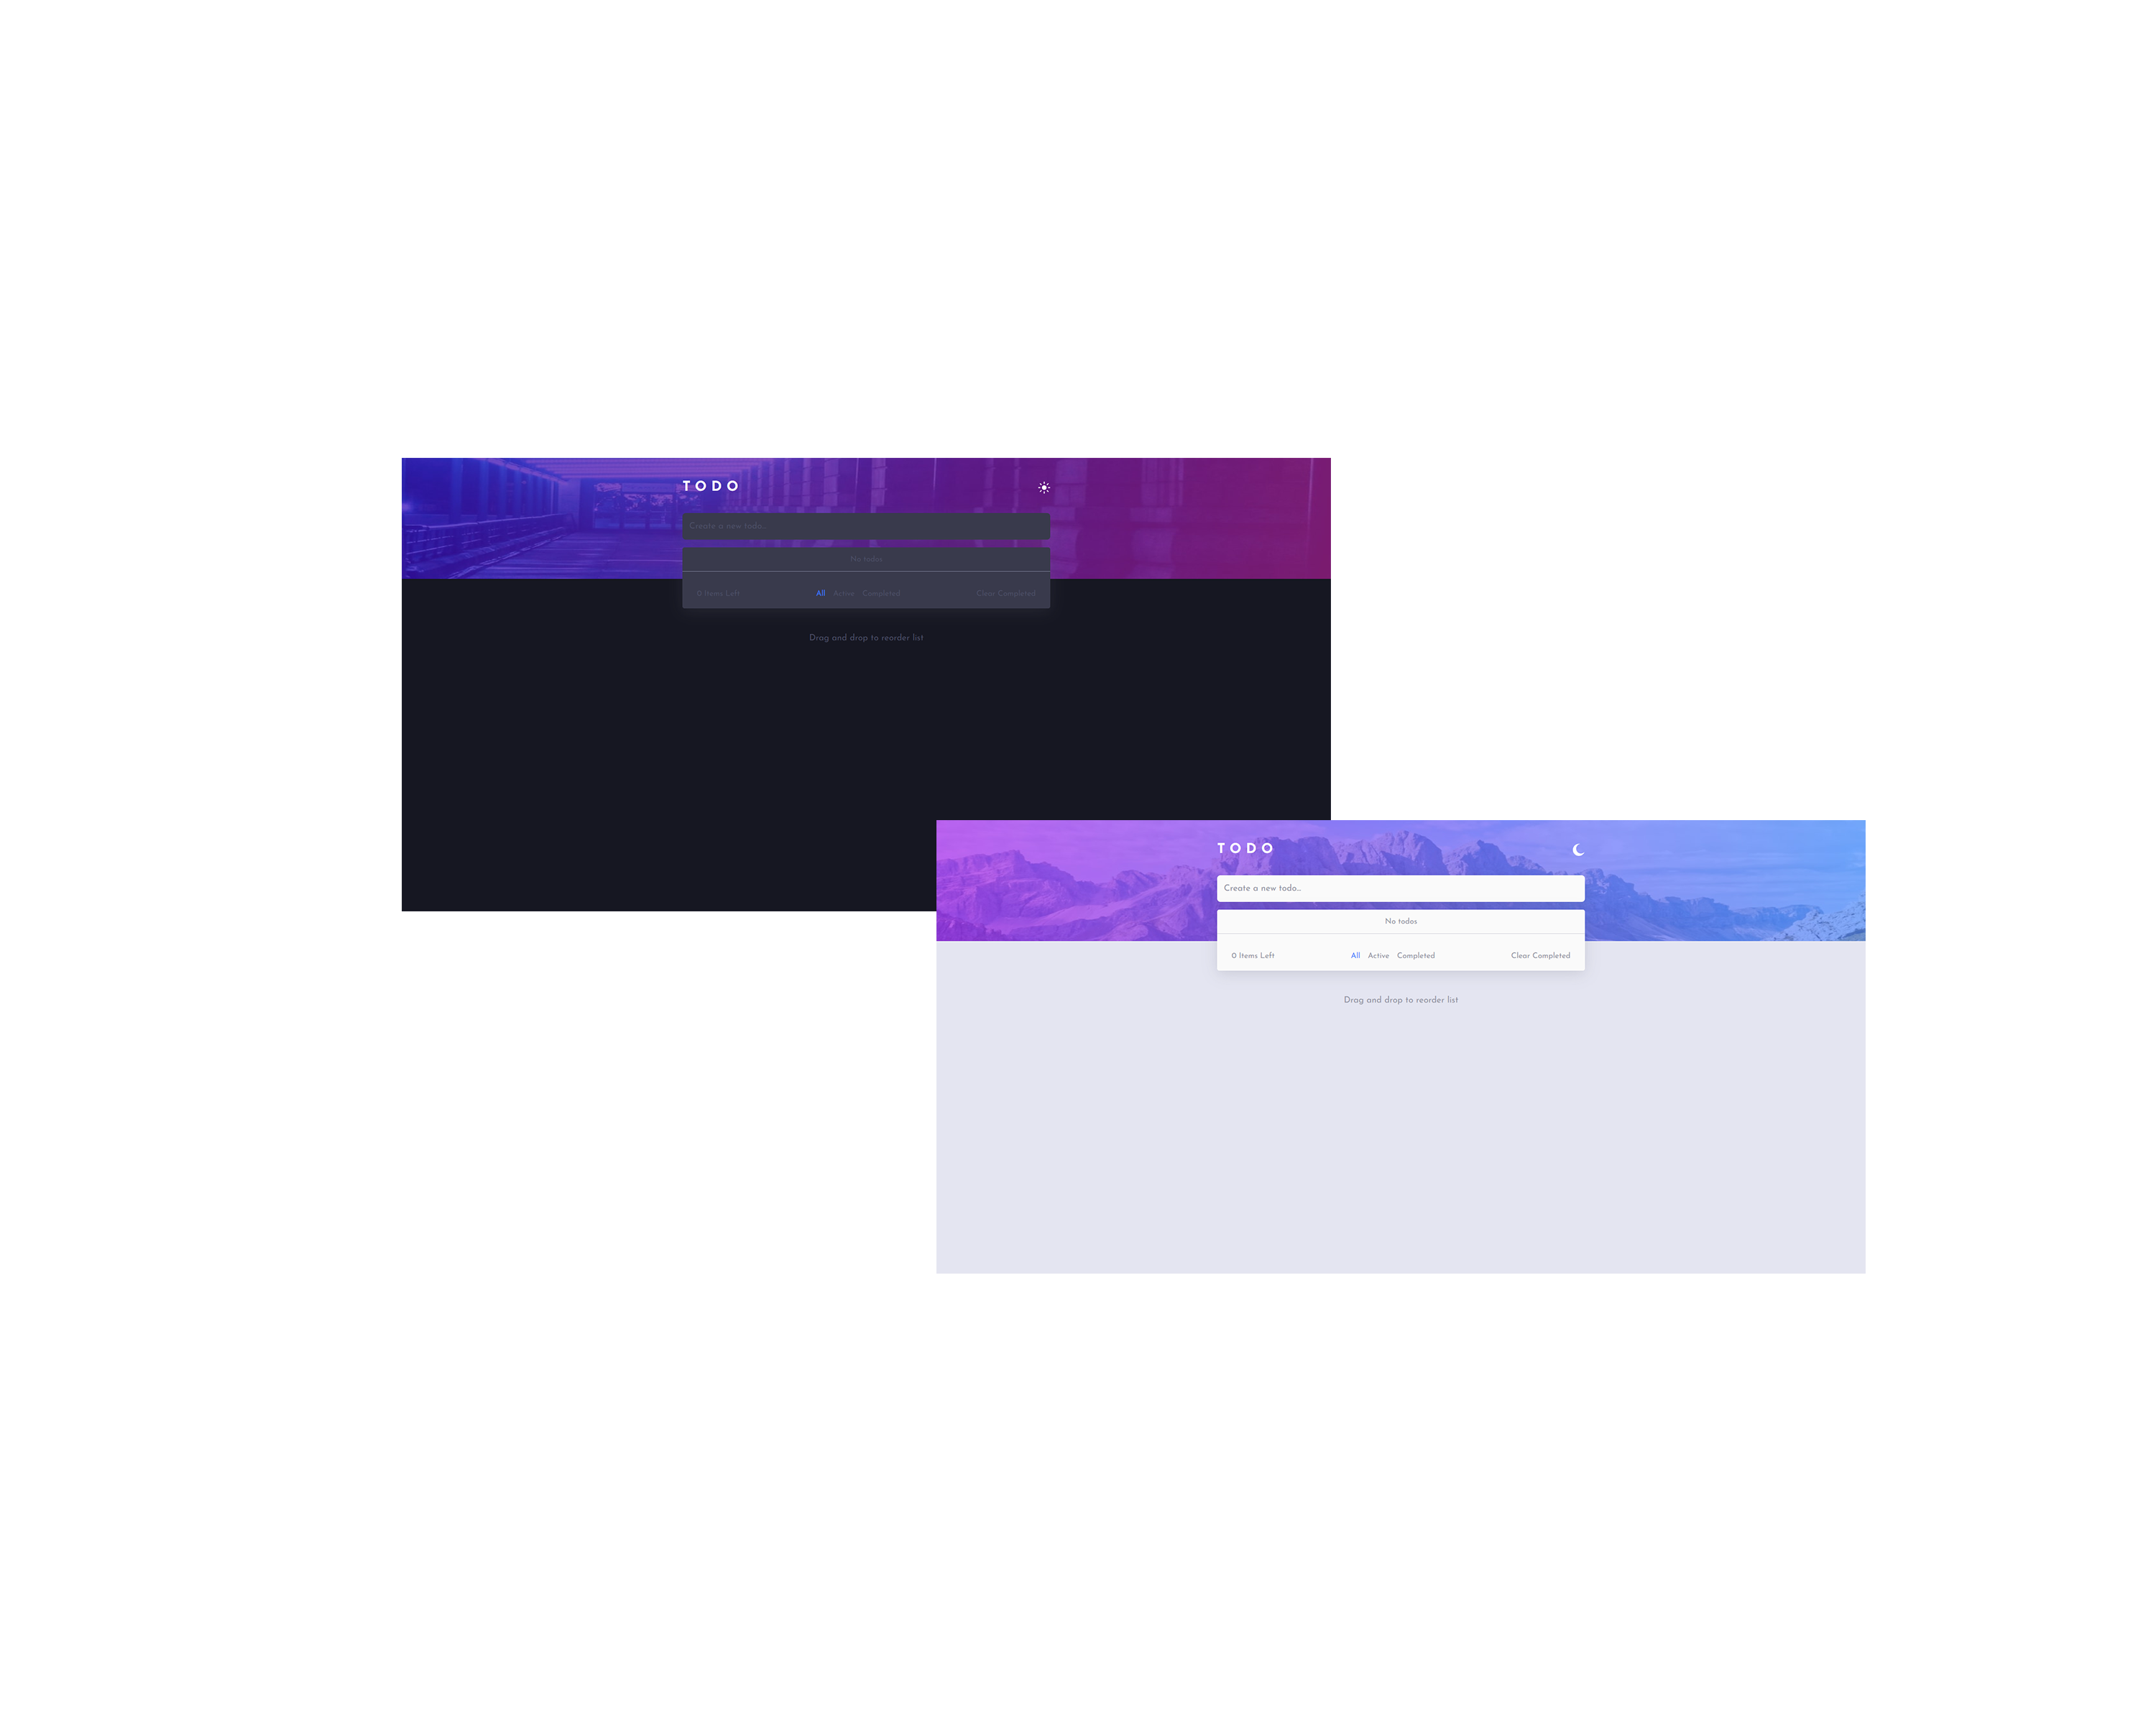 TODO
Create a new todo...
No todos
0 Items Left All Active Completed Clear Completed
Drag and drop to reorder list
TODO
Create a new todo...
No todos
0 Items Left All Active Completed Clear Completed
Drag and drop to reorder list